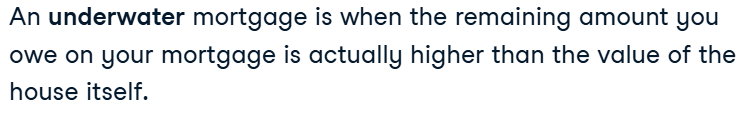 An underwater mortgage is when the remaining amount you
owe on your mortgage is actually higher than the value of the
house itself.